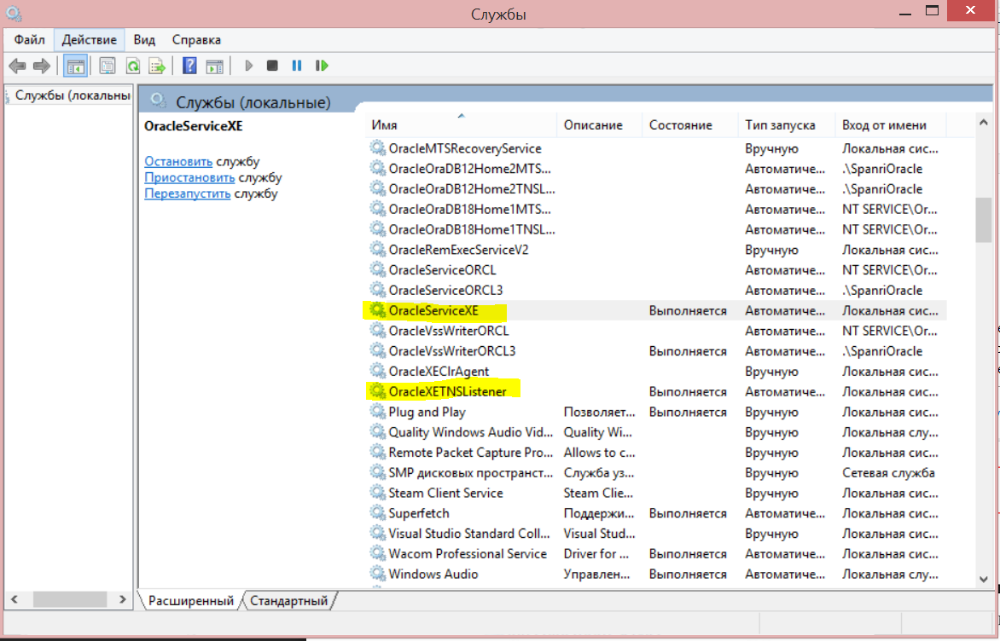 Службы
Файл Действие Вид Справка
Службы (локальны
Службы (локальные)
OracleServiceXE
Остановить службу
Приостановить службу
Перезапустить службу
Имя Описание Состояние Тип запуска Вход от имени
OracleMTSRecoveryService Вручную Локальная сис...
OracleOraDB12Home2MTS... Автоматиче... .\SpanriOracle
OracleOraDB12Home2TNSL... Автоматиче... .\SpanriOracle
OracleOraDB18Home1MTS... Автоматиче... NT SERVICE\Or...
OracleOraDB18Home1TNSL... Автоматиче... NT SERVICE\Or...
OracleRemExecServiceV2 Вручную Локальная сис...
OracleServiceORCL Автоматиче... NT SERVICE\Or...
OracleServiceORCL3 Автоматиче... .\SpanriOracle
OracleServiceXE Выполняется Автоматиче... Локальная сис...
OracleVssWriterORCL Автоматиче... NT SERVICE\Or...
OracleVssWriterORCL3 Выполняется Автоматиче... .\SpanriOracle
OracleXEClrAgent Вручную Локальная сис...
OracleXETNSListener Выполняется Автоматиче... Локальная сис...
Plug and Play Позволяет... Выполняется Вручную Локальная сис...
Quality Windows Audio Vid... Quality Wi... Вручную Локальная слу...
Remote Packet Capture Pro... Allows to c... Вручную Локальная сис...
SMP дисковых пространст... Служба уз... Вручную Сетевая служба
Steam Client Service Steam Clie... Вручную Локальная сис...
Superfetch Поддержи... Выполняется Автоматиче... Локальная сис...
Visual Studio Standard Coll... Visual Stud... Вручную Локальная сис...
Wacom Professional Service Driver for ... Выполняется Автоматиче... Локальная сис...
Windows Audio Управлен... Выполняется Автоматиче... Локальная слу...
Расширенный Стандартный